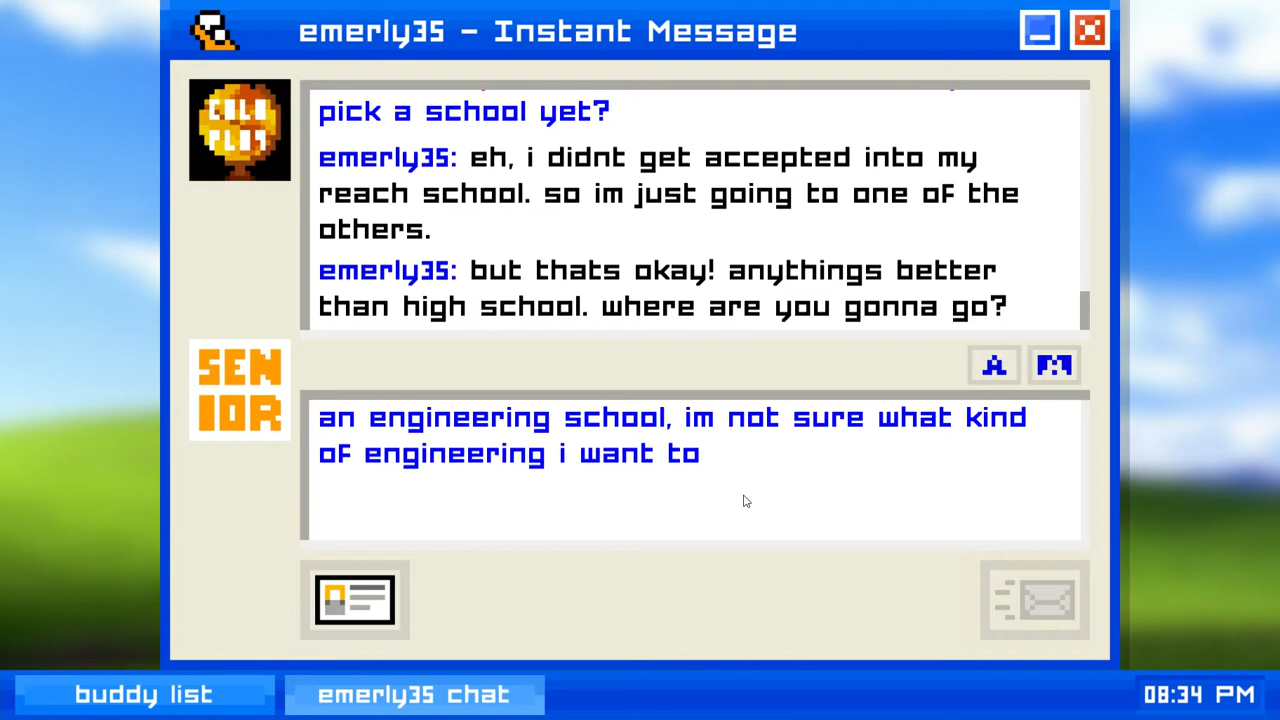 emerly35 - Instant Message
COLD
PLAY
pick a school yet?
emerly35: eh, i didnt get accepted into my
reach school. so im just going to one of the
others.
emerly35: but thats okay! anythings better
than high school. where are you gonna go?
SEN
IOR
A
an engineering school, im not sure what kind
of engineering i want to
buddy list
emerly35 chat
08:34 PM